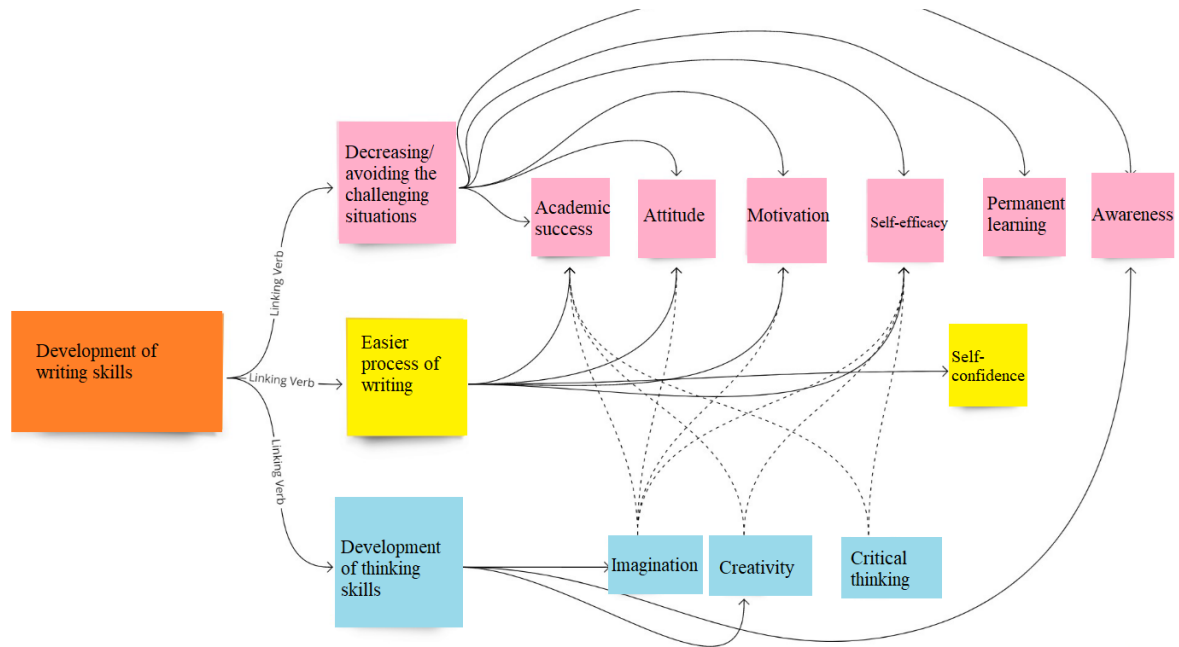 Decreasing/
avoiding the
challenging
situations
Academic
success
Attitude
Motivation
Self-efficacy
Permanent
learning
Awareness
Linking Verb
Development of
writing skills
Linking Verb
Easier
process of
writing
Self-
confidence
Linking Verb
Development
of thinking
skills
Imagination
Creativity
Critical
thinking